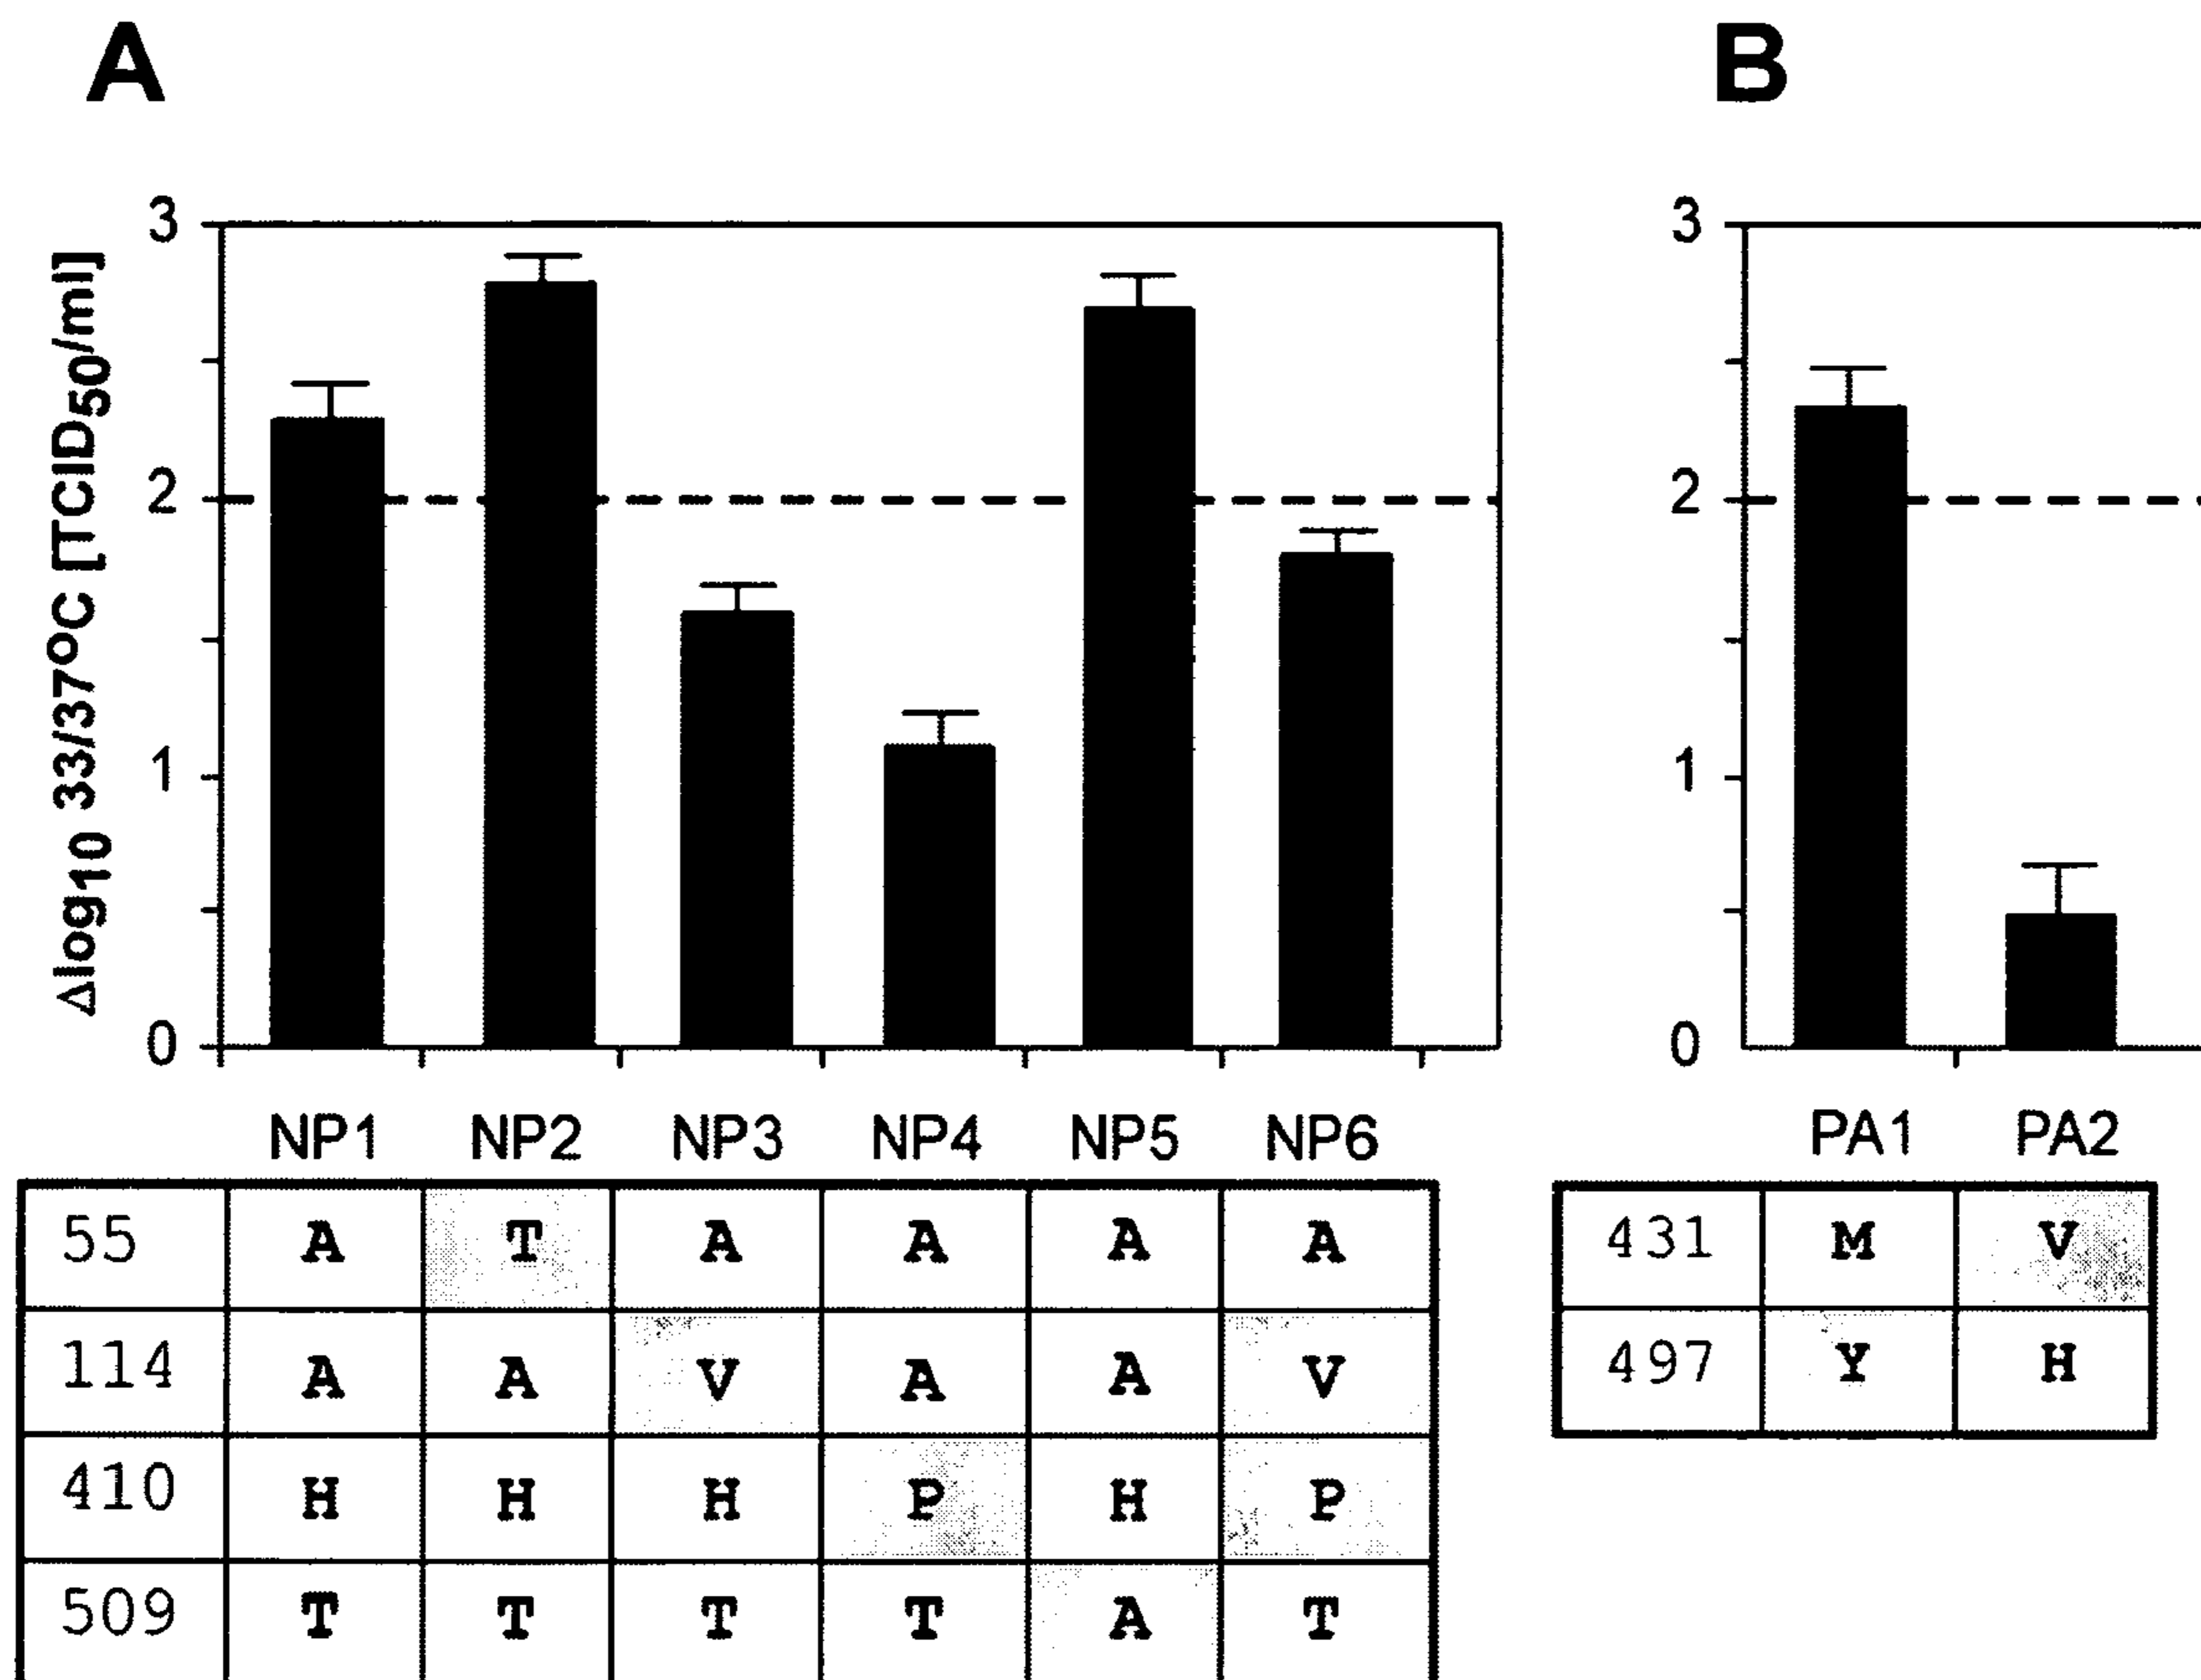 A
B
Δlog10 33/37ºC [TCID50/ml]
3
2
1
0
3
2
1
0
NP1 NP2 NP3 NP4 NP5 NP6
55 A T A A A A
114 A A V A A V
410 H H H P H P
509 T T T T A T
PA1 PA2
431 M V
497 Y H